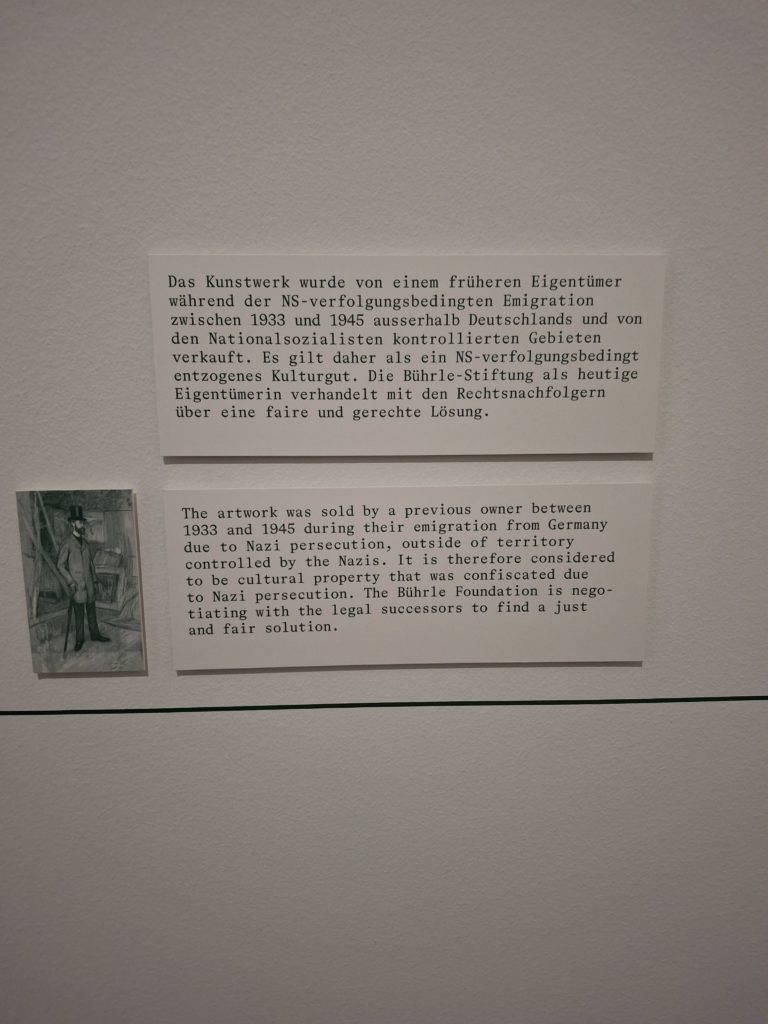 Das Kunstwerk wurde von einem früheren Eigentümer
während der NS-verfolgungsbedingten Emigration
zwischen 1933 und 1945 ausserhalb Deutschlands und von
den Nationalsozialisten kontrollierten Gebieten
verkauft. Es gilt daher als ein NS-verfolgungsbedingt
entzogenes Kulturgut. Die Bührle-Stiftung als heutige
Eigentümerin verhandelt mit den Rechtsnachfolgern
über eine faire und gerechte Lösung.
The artwork was sold by a previous owner between
1933 and 1945 during their emigration from Germany
due to Nazi persecution, outside of territory
controlled by the Nazis. It is therefore considered
to be cultural property that was confiscated due
to Nazi persecution. The Bührle Foundation is nego-
tiating with the legal successors to find a just
and fair solution.